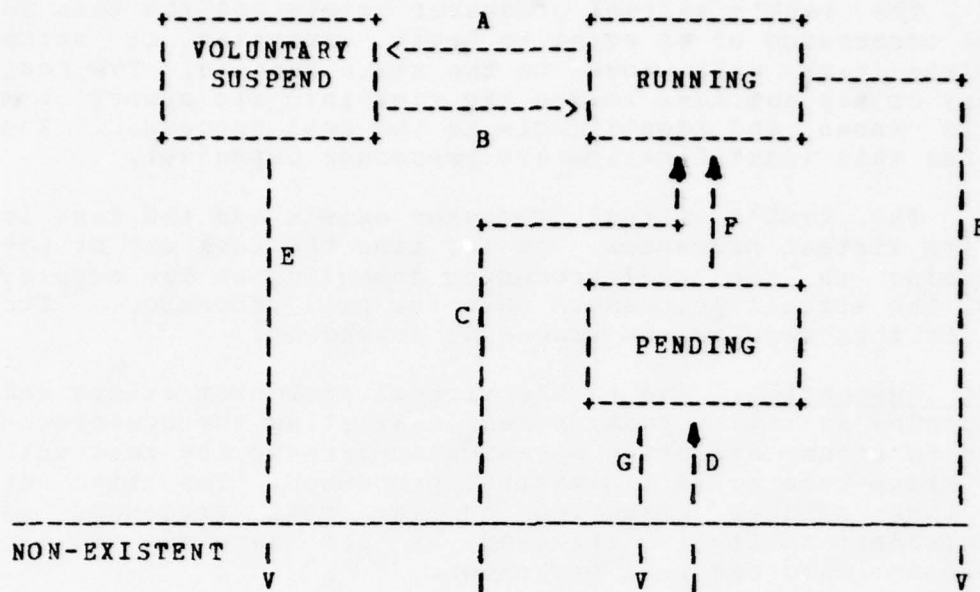 A
VOLUNTARY
SUSPEND
RUNNING
B
P
E
C
PENDING
G
D
NON-EXISTENT